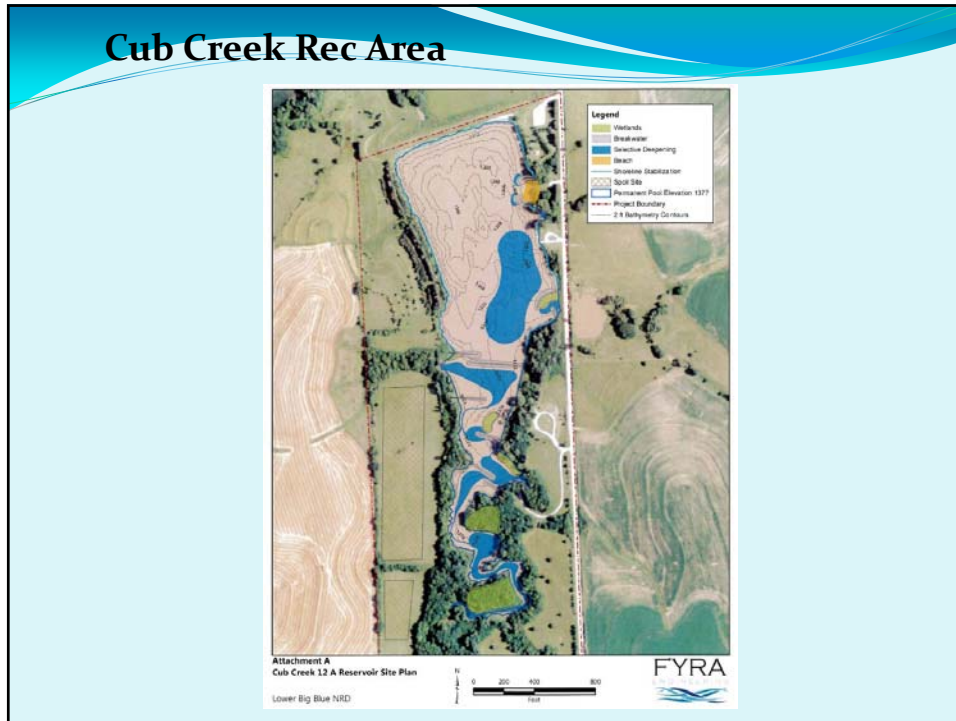 Cub Creek Rec Area
Legend
Wetlands
Breakwater
Selective Deepening
Beach
Shoreline Stabilization
Spoil Site
Permanent Pool Elevation 1377
Project Boundary
2 ft Bathymetry Contours
Attachment A
Cub Creek 12 A Reservoir Site Plan
Lower Big Blue NRD
N
0 200 400 800
Feet
FYRA
ENGINEERING